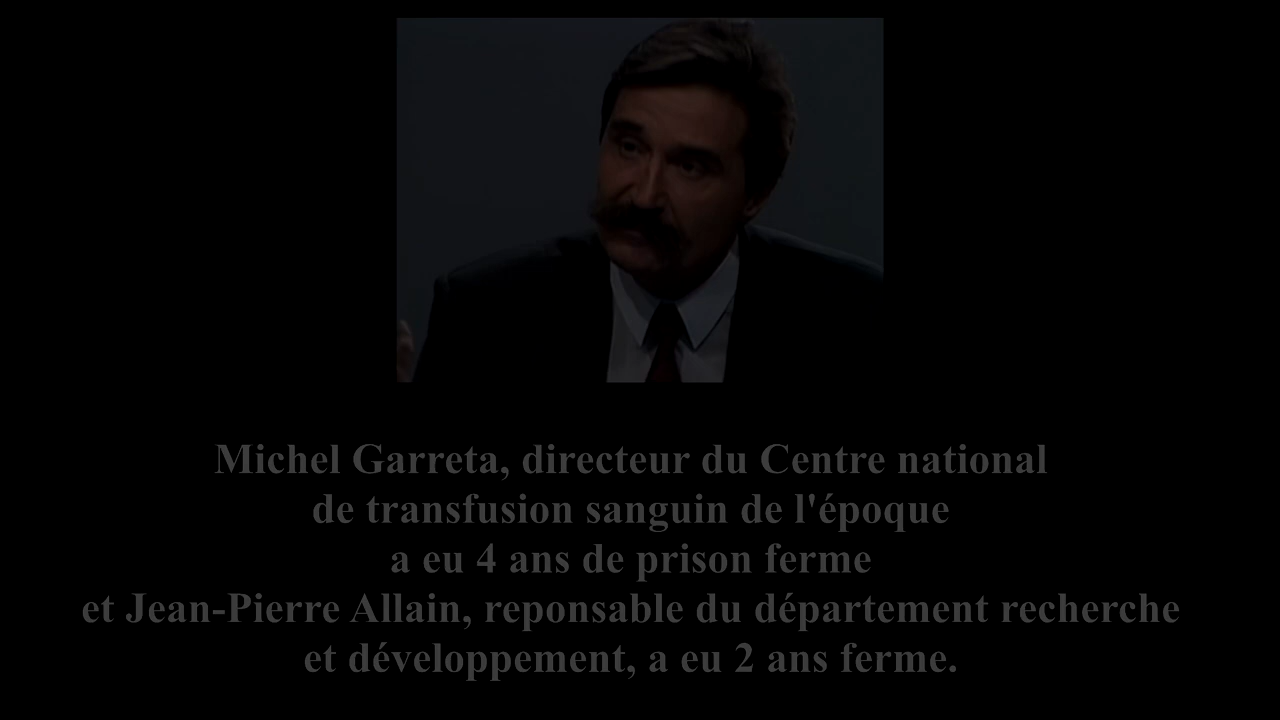 Michel Garreta, directeur du Centre national
de transfusion sanguin de l'époque
a eu 4 ans de prison ferme
et Jean-Pierre Allain, reponsable du département recherche
et développement, a eu 2 ans ferme.